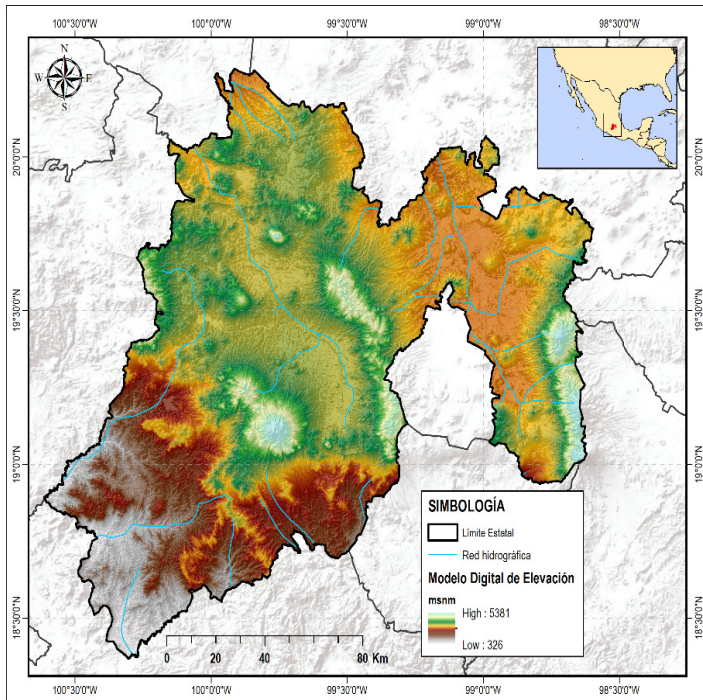 100°30'0"W 100°0'0"W 99°30'0"W 99°0'0"W 98°30'0"W
N
W E
S
20°0'0"N 20°0'0"N
19°30'0"N 19°30'0"N
19°0'0"N 19°0'0"N
18°30'0"N 18°30'0"N
SIMBOLOGÍA
Límite Estatal
Red hidrográfica
Modelo Digital de Elevación
msnm
High : 5381
Low : 326
0 20 40 80 Km
100°30'0"W 100°0'0"W 99°30'0"W 99°0'0"W 98°30'0"W